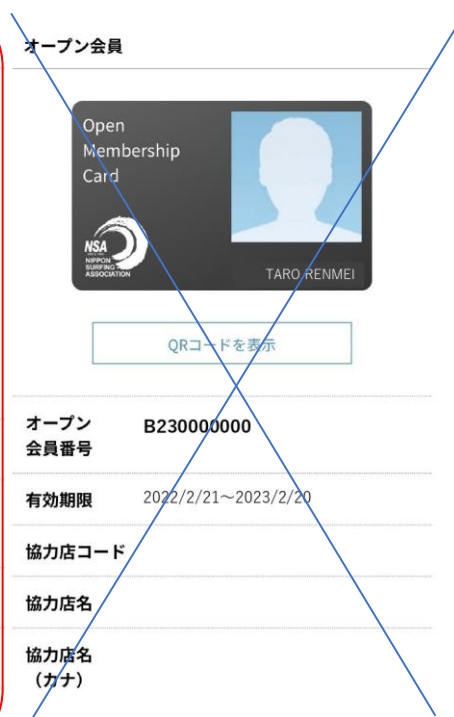 オープン会員
Open
Membership
Card
NSA
NIPPON
SURFING
ASSOCIATION
TARO RENMEI
QRコードを表示
オープン
会員番号
B230000000
有効期限
2022/2/21～2023/2/20
協力店コード
協力店名
協力店名
（カナ）